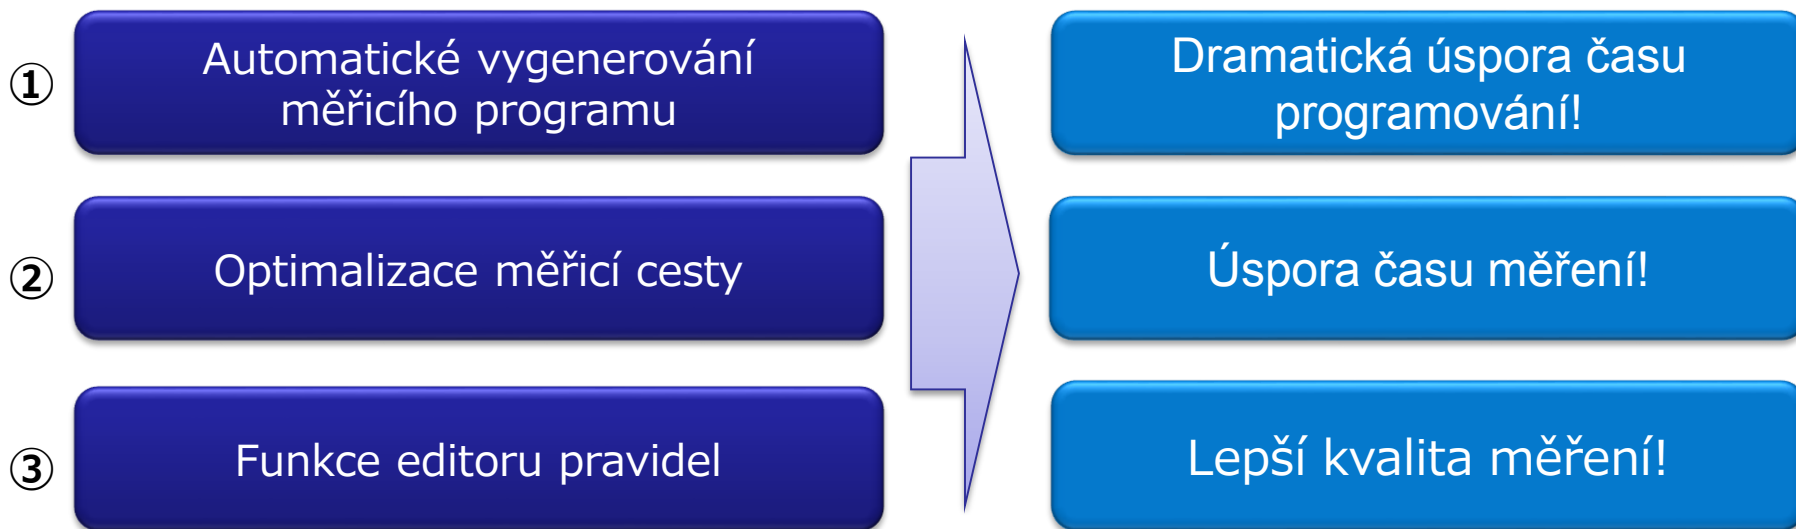 ①
Automatické vygenerování
měřicího programu
Dramatická úspora času
programování!
②
Optimalizace měřicí cesty
Úspora času měření!
③
Funkce editoru pravidel
Lepší kvalita měření!